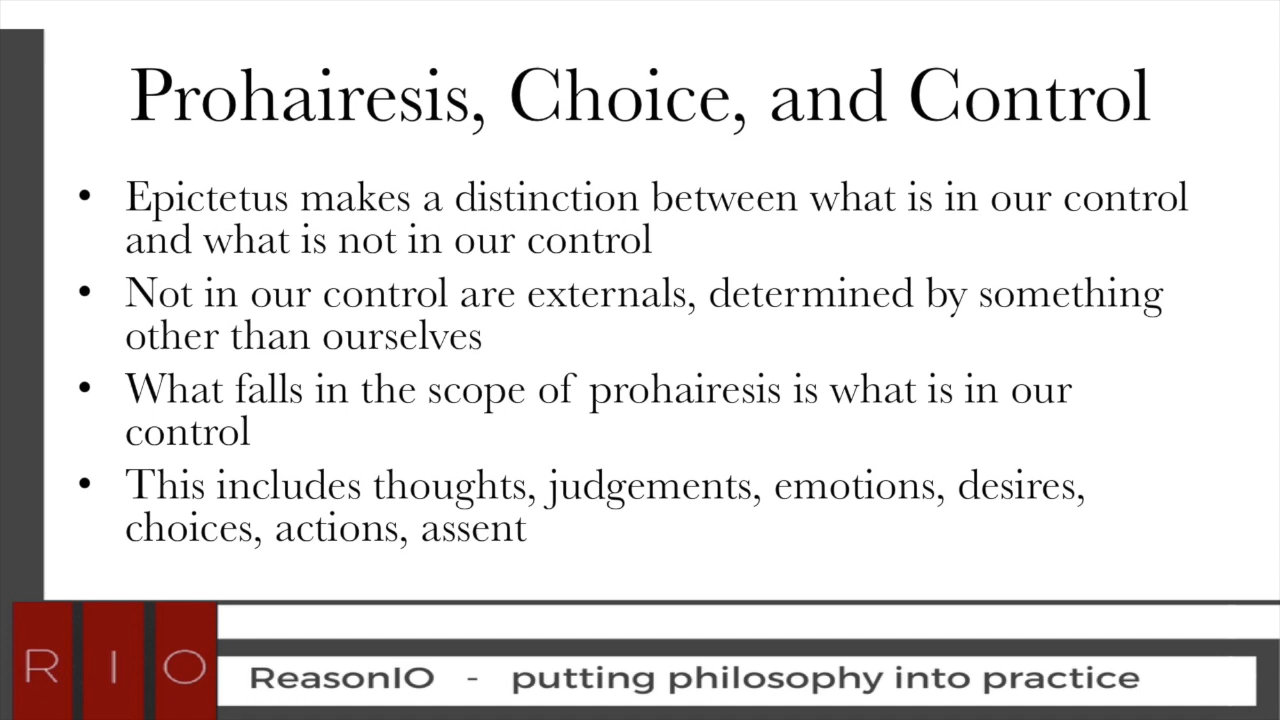 Prohairesis, Choice, and Control
• Epictetus makes a distinction between what is in our control
and what is not in our control
• Not in our control are externals, determined by something
other than ourselves
• What falls in the scope of prohairesis is what is in our
control
• This includes thoughts, judgements, emotions, desires,
choices, actions, assent
R I O
ReasonIO - putting philosophy into practice